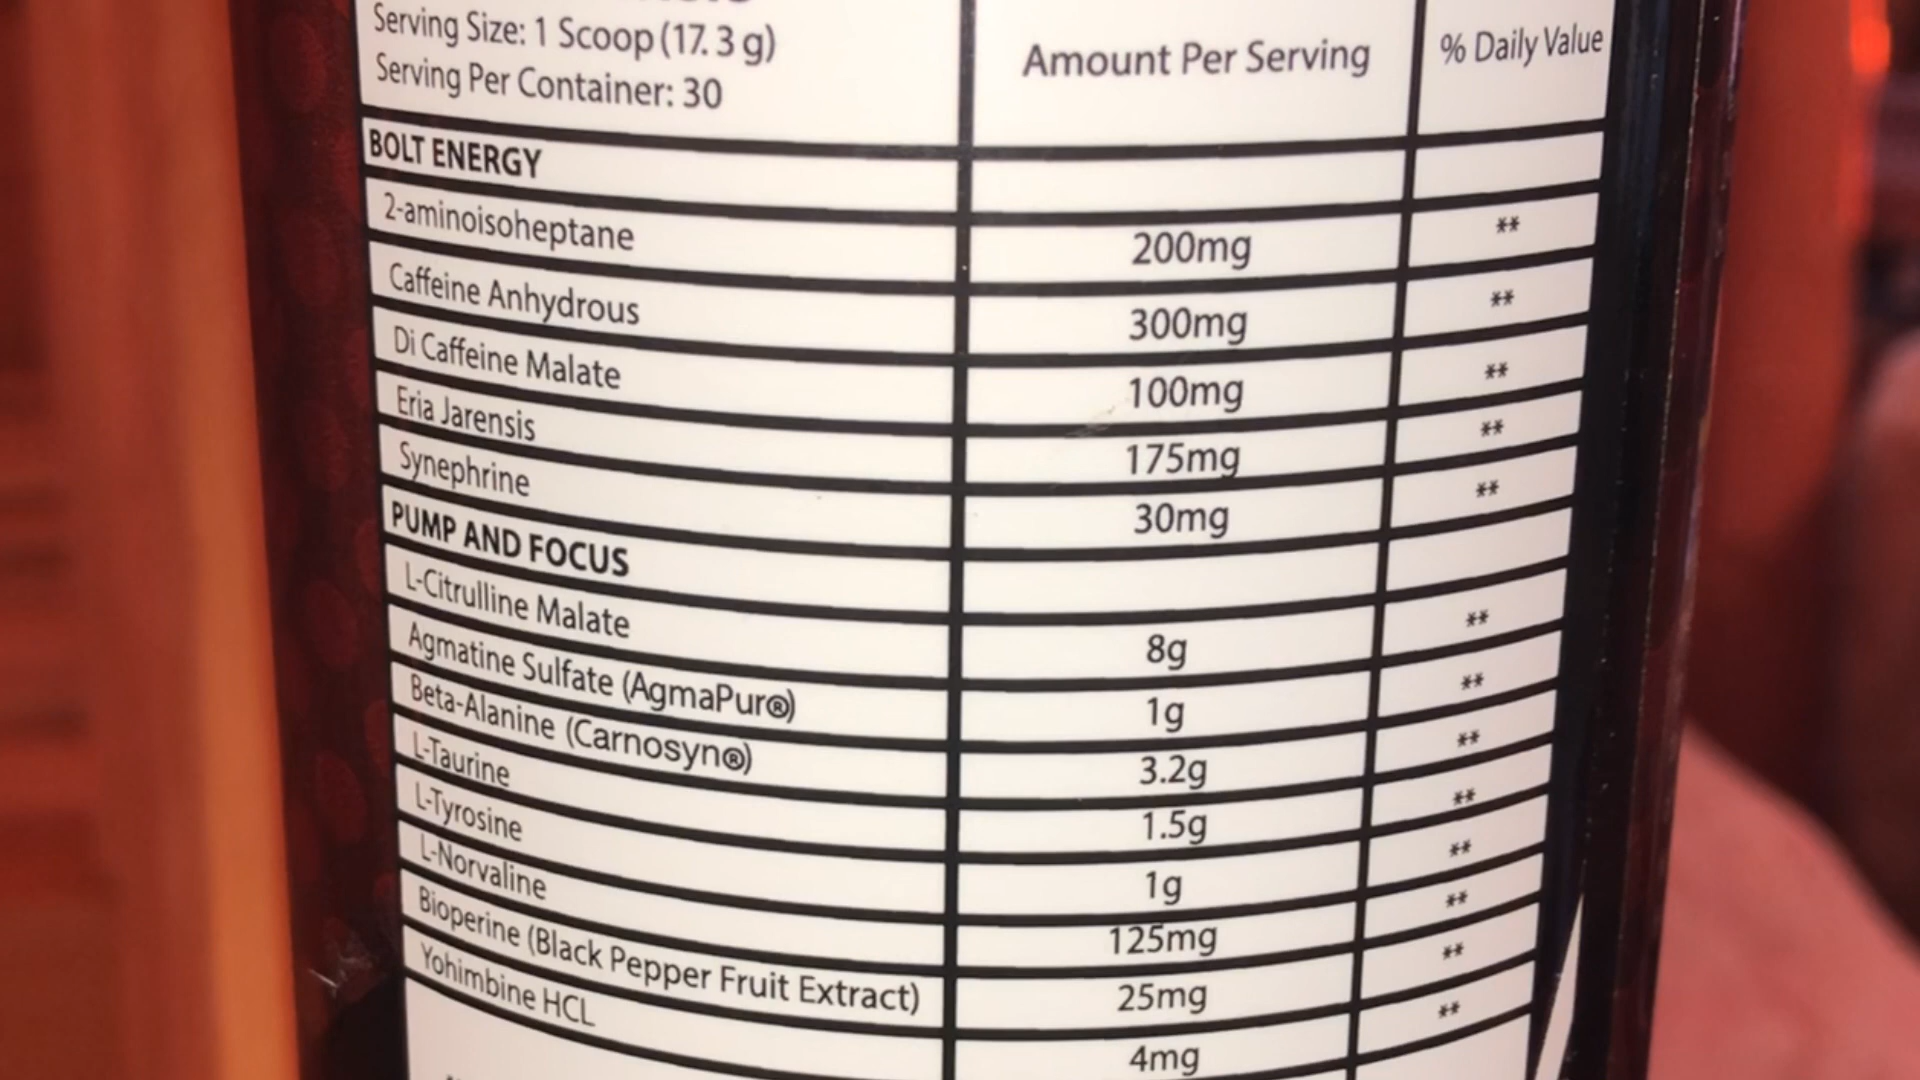 Serving Size: 1 Scoop (17.3 g)
Serving Per Container: 30
Amount Per Serving
% Daily Value
BOLT ENERGY
2-aminoisoheptane 200mg **
Caffeine Anhydrous 300mg **
Di Caffeine Malate 100mg **
Eria Jarensis 175mg **
Synephrine 30mg **
PUMP AND FOCUS
L-Citrulline Malate 8g **
Agmatine Sulfate (AgmaPur®) 1g **
Beta-Alanine (Carnosyn®) 3.2g **
L-Taurine 1.5g **
L-Tyrosine 1g **
L-Norvaline 125mg **
Bioperine (Black Pepper Fruit Extract) 25mg **
Yohimbine HCL 4mg **